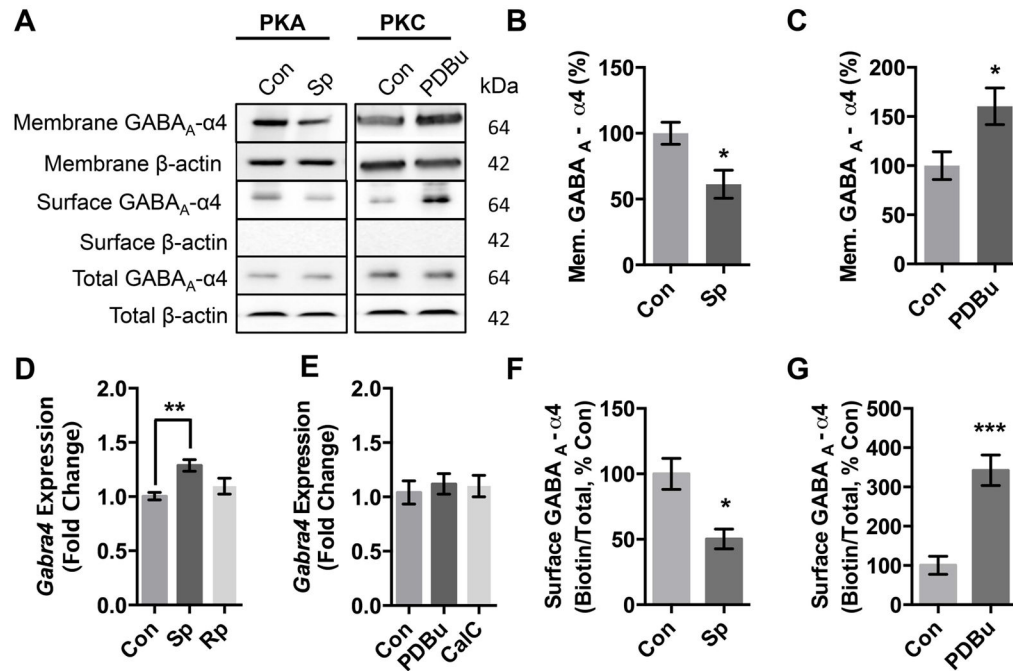 A
PKA PKC
Con Sp Con PDBu kDa
Membrane GABAA-α4 64
Membrane β-actin 42
Surface GABAA-α4 64
Surface β-actin 42
Total GABAA-α4 64
Total β-actin 42
B
Mem. GABA A - α4 (%)
150
100
50
0
Con Sp
*
C
Mem. GABA A - α4 (%)
200
150
100
50
0
Con PDBu
*
D
Gabra4 Expression
(Fold Change)
2.0
1.5
1.0
0.5
0.0
**
Con Sp Rp
E
Gabra4 Expression
(Fold Change)
2.0
1.5
1.0
0.5
0.0
Con PDBu CalC
F
Surface GABA A - α4
(Biotin/Total, % Con)
150
100
50
0
*
Con Sp
G
Surface GABA A - α4
(Biotin/Total, % Con)
500
400
300
200
100
0
***
Con PDBu